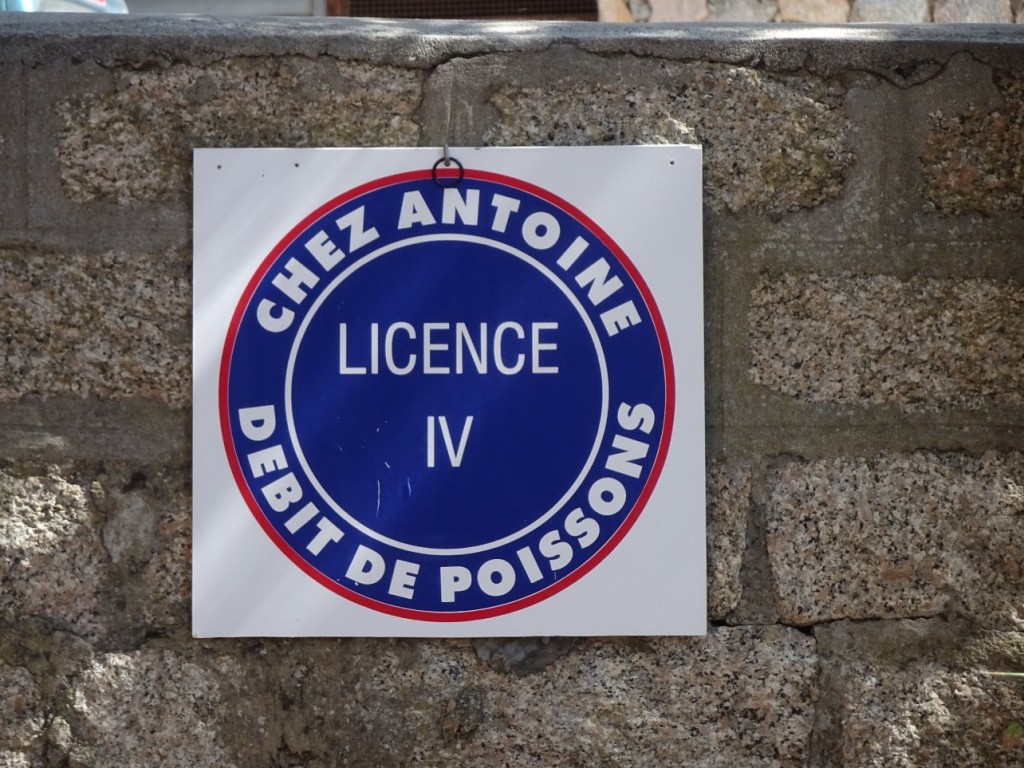 CHEZ ANTOINE
LICENCE
IV
DEBIT DE POISSONS